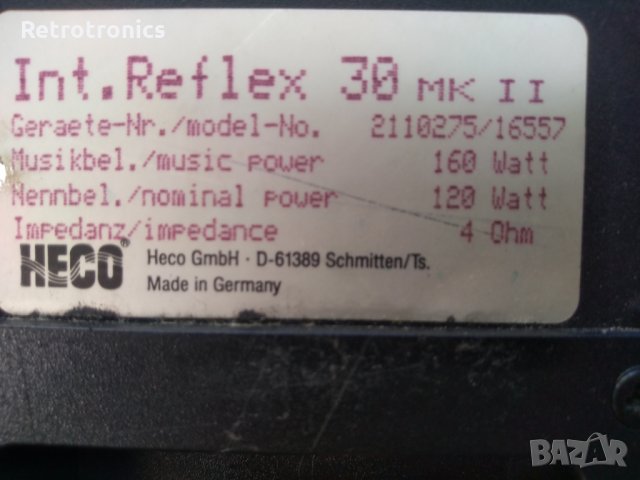 Retrotronics
Int.Reflex 30 MK II
Geraete-Nr./model-No. 2110275/16557
Musikbel./music power 160 Watt
Nennbel./nominal power 120 Watt
Impedanz/impedance 4 Ohm
HECO® Heco GmbH · D-61389 Schmitten/Ts.
Made in Germany
BAZAR